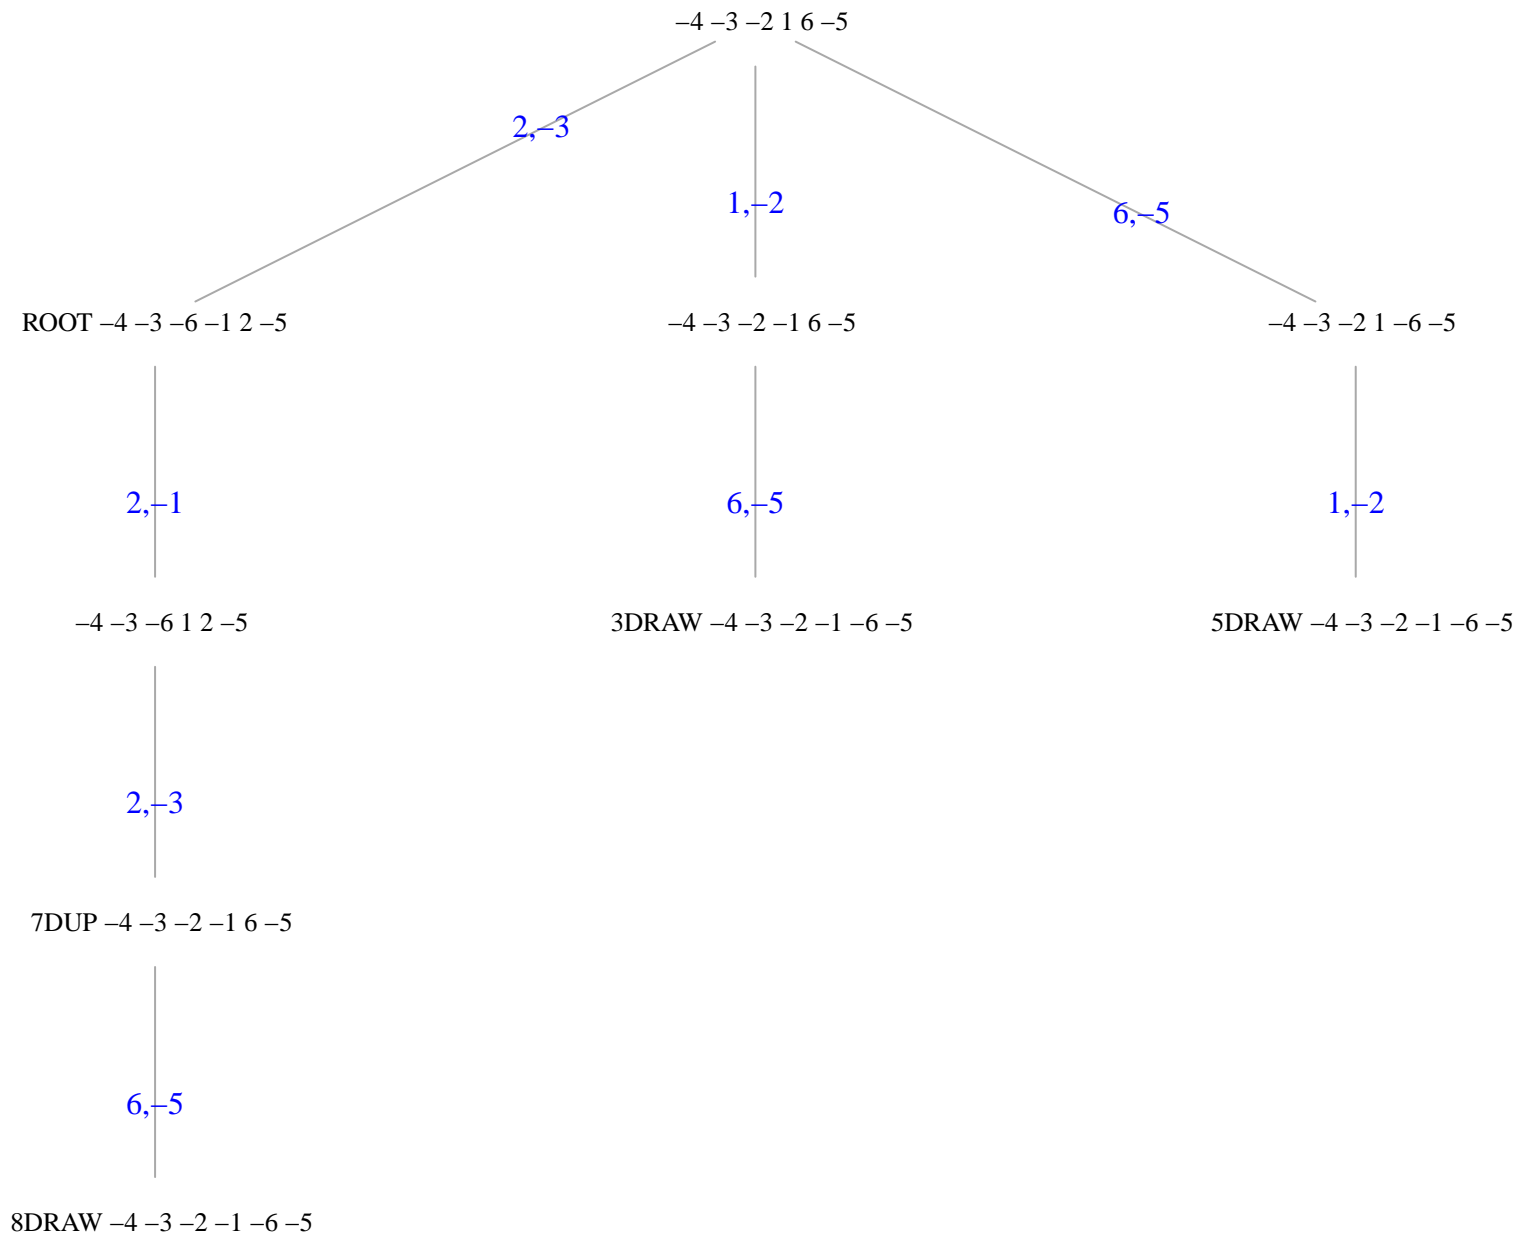 –4 –3 –2 1 6 –5
2,–3
1,–2
6,–5
ROOT –4 –3 –6 –1 2 –5
–4 –3 –2 –1 6 –5
–4 –3 –2 1 –6 –5
2,–1
6,–5
1,–2
–4 –3 –6 1 2 –5
3DRAW –4 –3 –2 –1 –6 –5
5DRAW –4 –3 –2 –1 –6 –5
2,–3
7DUP –4 –3 –2 –1 6 –5
6,–5
8DRAW –4 –3 –2 –1 –6 –5